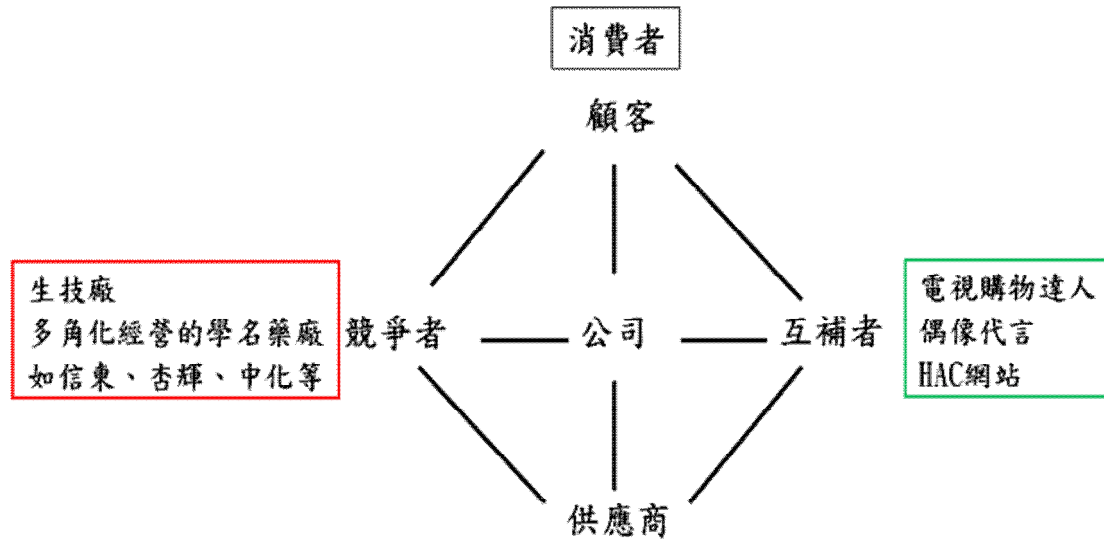 消費者
顧客
生技廠
多角化經營的學名藥廠
如信東、杏輝、中化等
競爭者
公司
互補者
電視購物達人
偶像代言
HAC網站
供應商